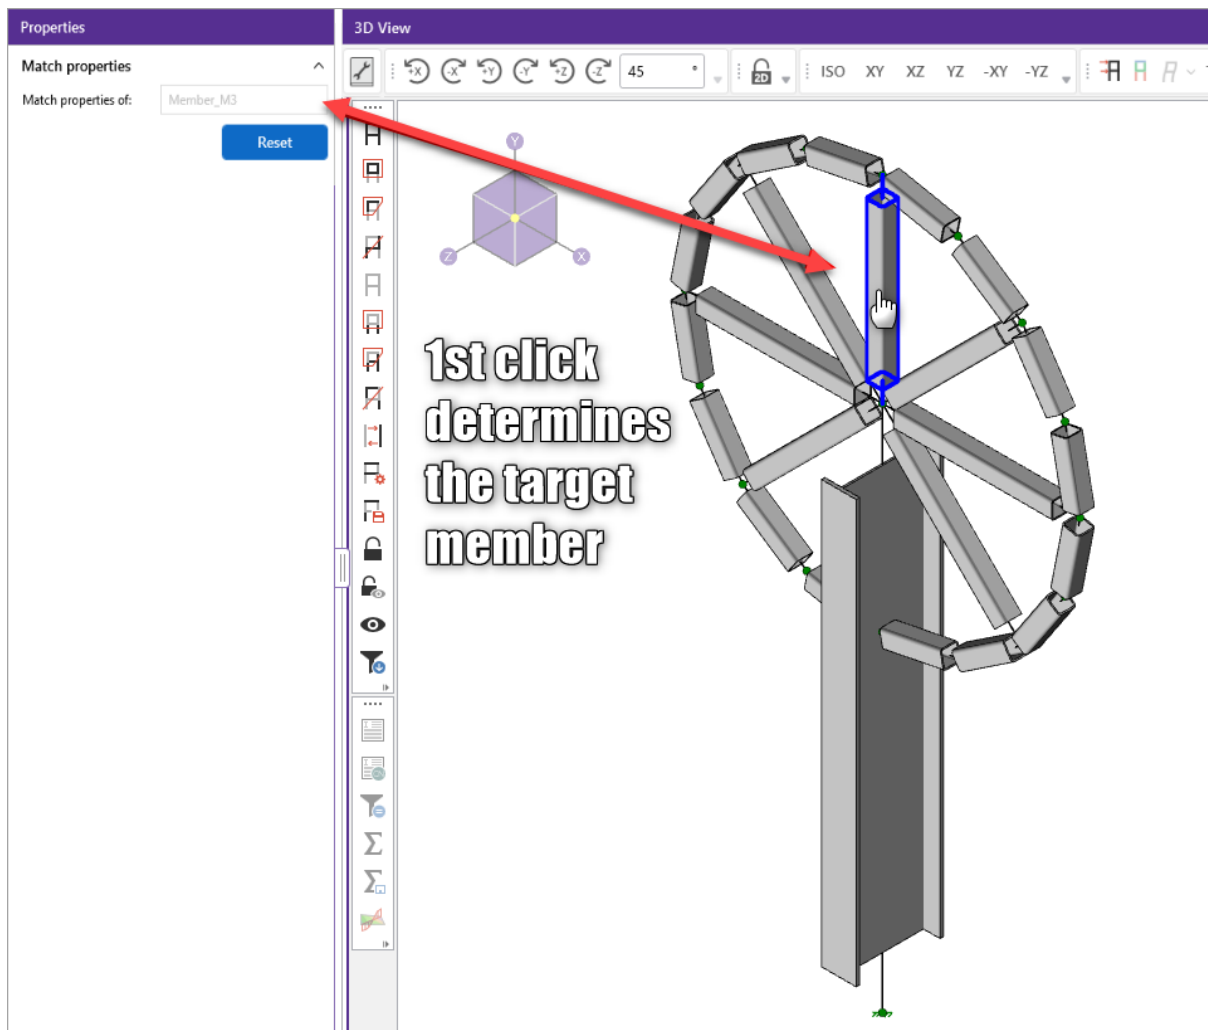 Properties
3D View
Match properties
Match properties of: Member_M3
Reset
+X -X +Y -Y +Z -Z 45 ° 2D ISO XY XZ YZ -XY -YZ
Y
Z
X
1st click
determines
the target
member